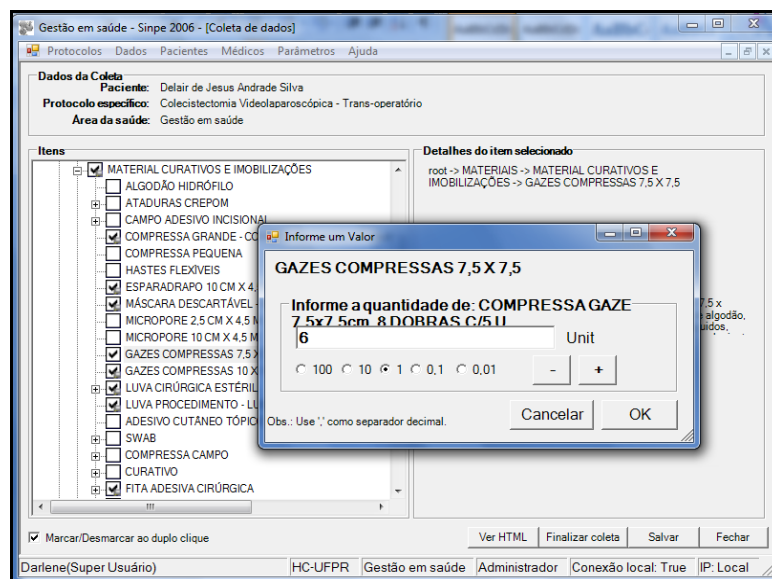 Gestão em saúde - Sinpe 2006 - [Coleta de dados]
Protocolos Dados Pacientes Médicos Parâmetros Ajuda
Dados da Coleta
Paciente: Delair de Jesus Andrade Silva
Protocolo específico: Colecistectomia Videolaparoscópica - Trans-operatório
Área da saúde: Gestão em saúde
Itens
MATERIAL CURATIVOS E IMOBILIZAÇÕES
ALGODÃO HIDRÓFILO
ATADURAS CREPOM
CAMPO ADESIVO INCISIONAL
COMPRESSA GRANDE - CO
COMPRESSA PEQUENA
HASTES FLEXÍVEIS
ESPARADRAPO 10 CM X 4,
MÁSCARA DESCARTÁVEL -
MICROPORE 2,5 CM X 4,5 M
MICROPORE 10 CM X 4,5 M
GAZES COMPRESSAS 7,5 X
GAZES COMPRESSAS 10 X
LUVA CIRÚRGICA ESTÉRIL
LUVA PROCEDIMENTO - LU
ADESIVO CUTÂNEO TÓPIC
SWAB
COMPRESSA CAMPO
CURATIVO
FITA ADESIVA CIRÚRGICA
Detalhes do item selecionado
root -> MATERIAIS -> MATERIAL CURATIVOS E
IMOBILIZAÇÕES -> GAZES COMPRESSAS 7,5 X 7,5
7,5 x
algodão,
uidos,
Informe um Valor
GAZES COMPRESSAS 7,5 X 7,5
Informe a quantidade de: COMPRESSA GAZE
7,5x7,5cm, 8 DOBRAS C/5 U
6 Unit
100 10 1 0,1 0,01 - +
Obs.: Use ',' como separador decimal.
Cancelar OK
Marcar/Desmarcar ao duplo clique
Ver HTML Finalizar coleta Salvar Fechar
Darlene(Super Usuário) HC-UFPR Gestão em saúde Administrador Conexão local: True IP: Local